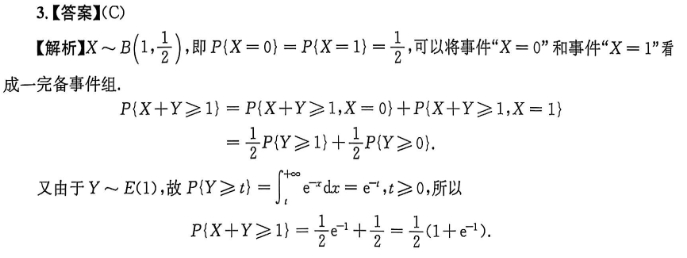 3.【答案】(C)
【解析】X～B(1,1/2),即 P{X=0}=P{X=1}=1/2,可以将事件“X=0”和事件“X=1”看
成一完备事件组.
P{X+Y⩾1}=P{X+Y⩾1,X=0}+P{X+Y⩾1,X=1}
=1/2P{Y⩾1}+1/2P{Y⩾0}.
又由于 Y～E(1),故 P{Y⩾t}=∫_t^{+∞} e^{-x}dx=e^{-t},t⩾0,所以
P{X+Y⩾1}=1/2e^{-1}+1/2=1/2(1+e^{-1}).